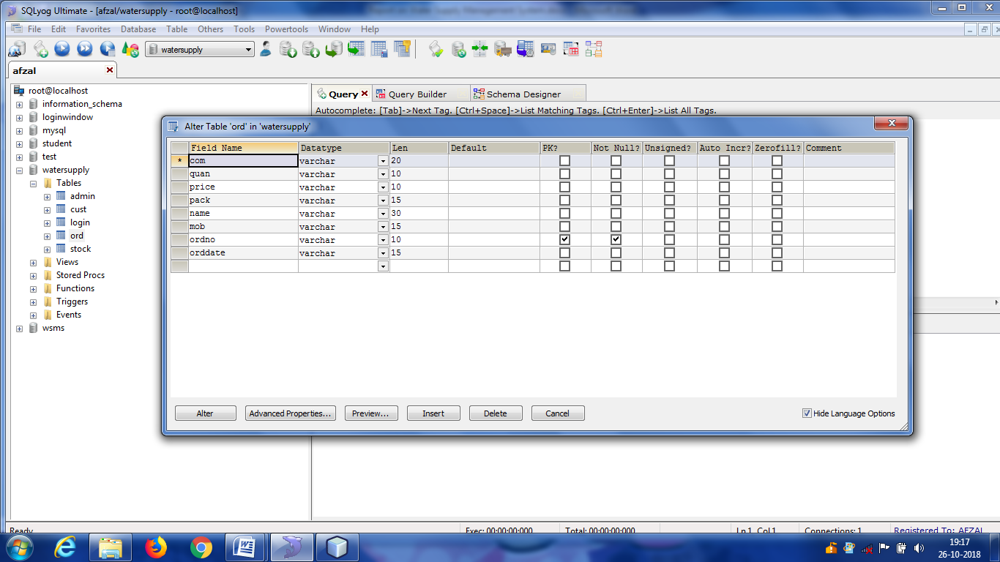 SQLyog Ultimate - [afzal/watersupply - root@localhost]
File Edit Favorites Database Table Others Tools Powertools Window Help
watersupply
afzal
root@localhost
information_schema
loginwindow
mysql
student
test
watersupply
Tables
admin
cust
login
ord
stock
Views
Stored Procs
Functions
Triggers
Events
wsms
Query Query Builder Schema Designer
Autocomplete: [Tab]->Next Tag. [Ctrl+Space]->List Matching Tags. [Ctrl+Enter]->List All Tags.
Alter Table 'ord' in 'watersupply'
Field Name Datatype Len Default PK? Not Null? Unsigned? Auto Incr? Zerofill? Comment
* com varchar 20
quan varchar 10
price varchar 10
pack varchar 15
name varchar 30
mob varchar 15
ordno varchar 10
orddate varchar 15
Alter Advanced Properties... Preview... Insert Delete Cancel Hide Language Options
Ready Exec: 00:00:00:000 Total: 00:00:00:000 Ln 1, Col 1 Connections: 1 Registered To: AFZAL
19:17
26-10-2018